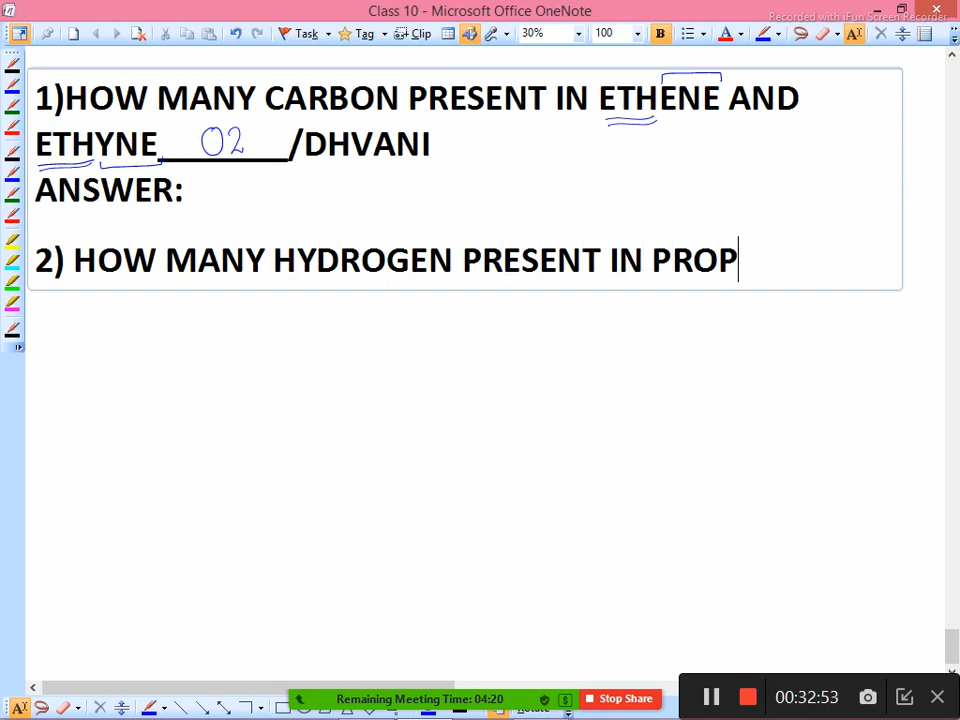 Class 10 - Microsoft Office OneNote
Recorded with iFun Screen Recorder
Task Tag Clip 30% 100 B A
1)HOW MANY CARBON PRESENT IN ETHENE AND
ETHYNE 02 /DHVANI
ANSWER:
2) HOW MANY HYDROGEN PRESENT IN PROP
Remaining Meeting Time: 04:20 Stop Share
00:32:53